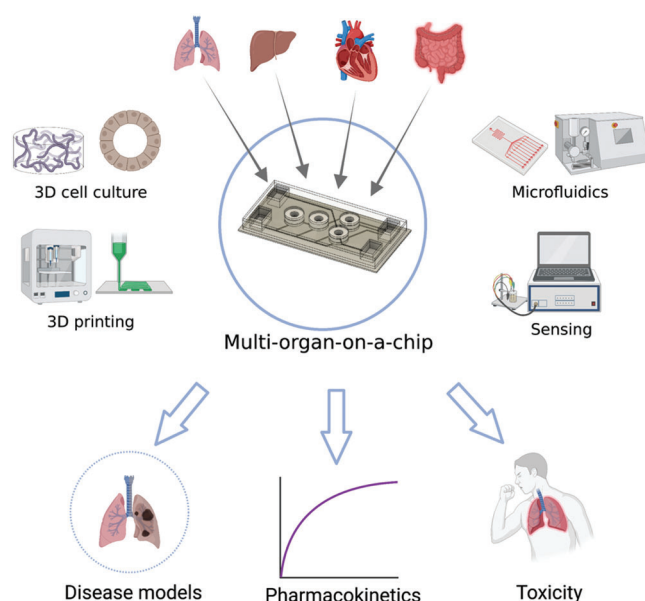 3D cell culture
Microfluidics
3D printing
Sensing
Multi-organ-on-a-chip
Disease models
Pharmacokinetics
Toxicity